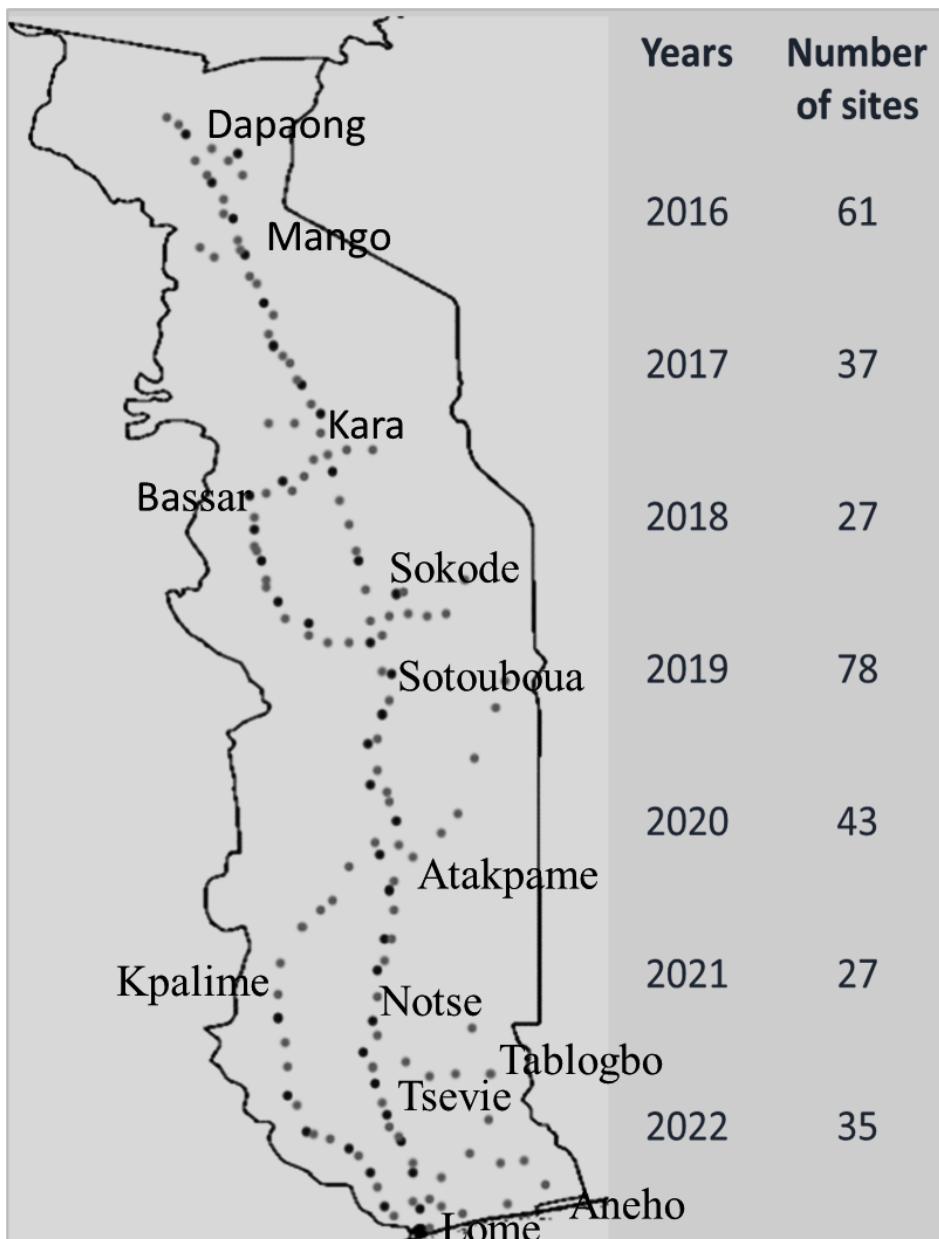 Years Number
of sites
Dapaong
2016 61
Mango
2017 37
Kara
Bassar
2018 27
Sokode
2019 78
Sotouboua
2020 43
Atakpame
2021 27
Kpalime
Notse
Tablogbo
Tsevie
2022 35
Aneho
Lome